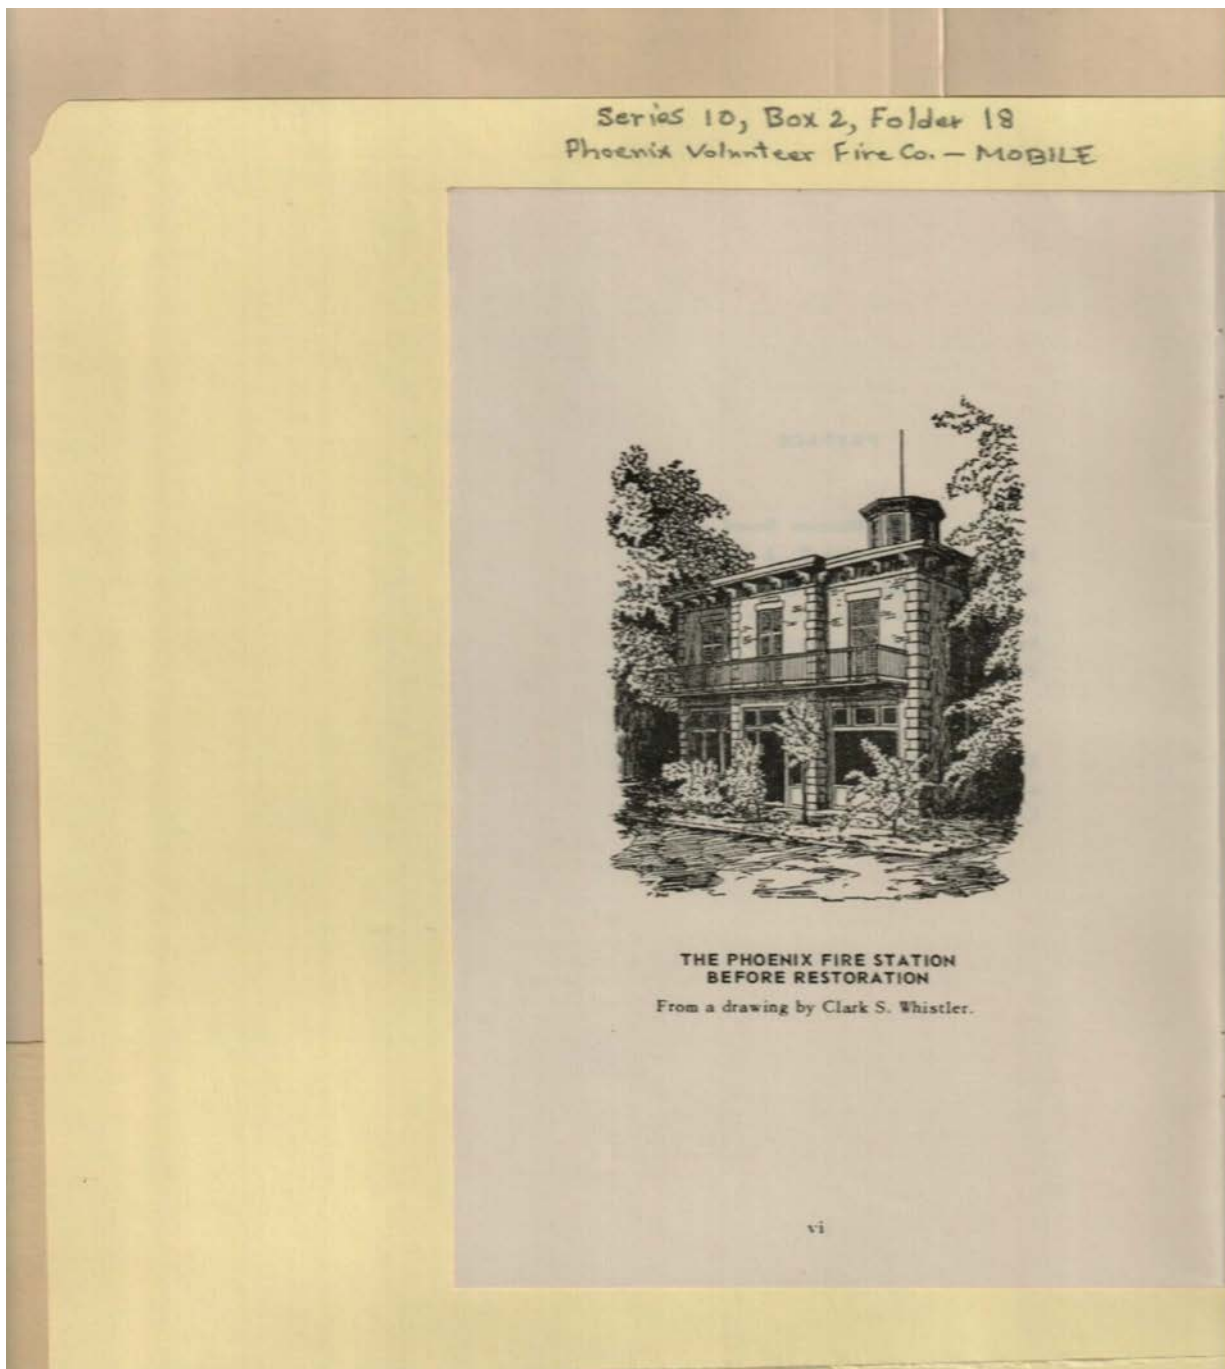 Series 10, Box 2, Folder 18
Phoenix Volunteer Fire Co. — MOBILE
THE PHOENIX FIRE STATION
BEFORE RESTORATION
From a drawing by Clark S. Whistler.
vi